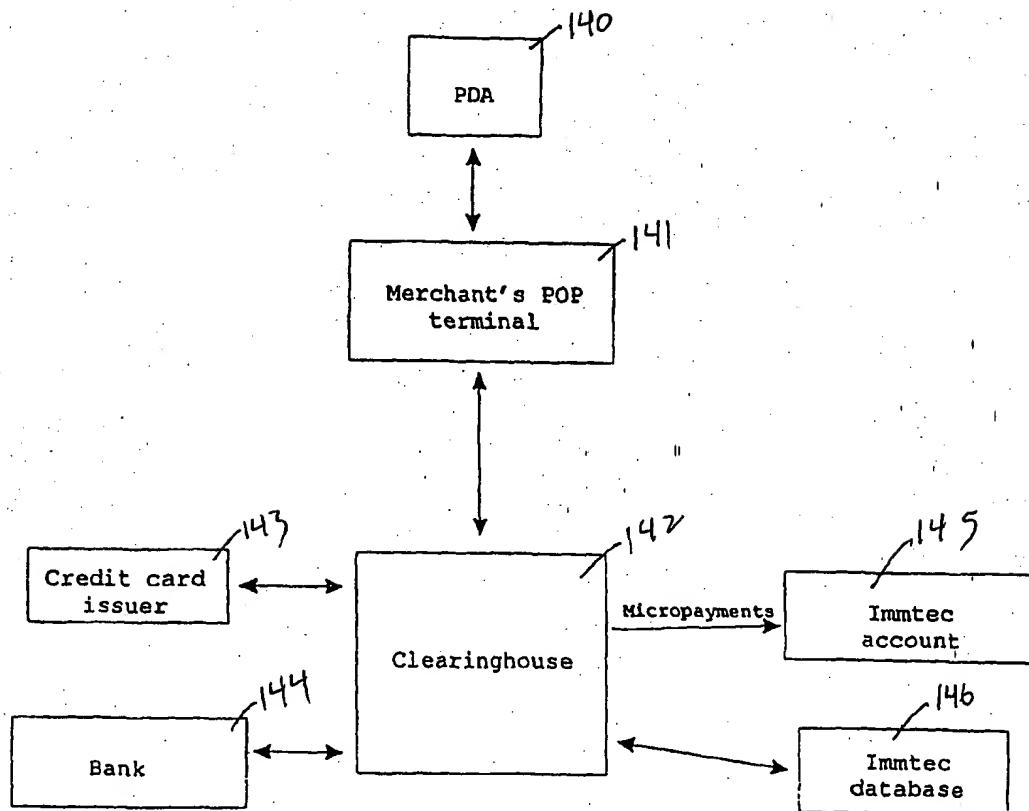 140
PDA
141
Merchant's POP
terminal
143
142
145
Credit card
issuer
Micropayments
Immtec
account
Clearinghouse
144
146
Bank
Immtec
database